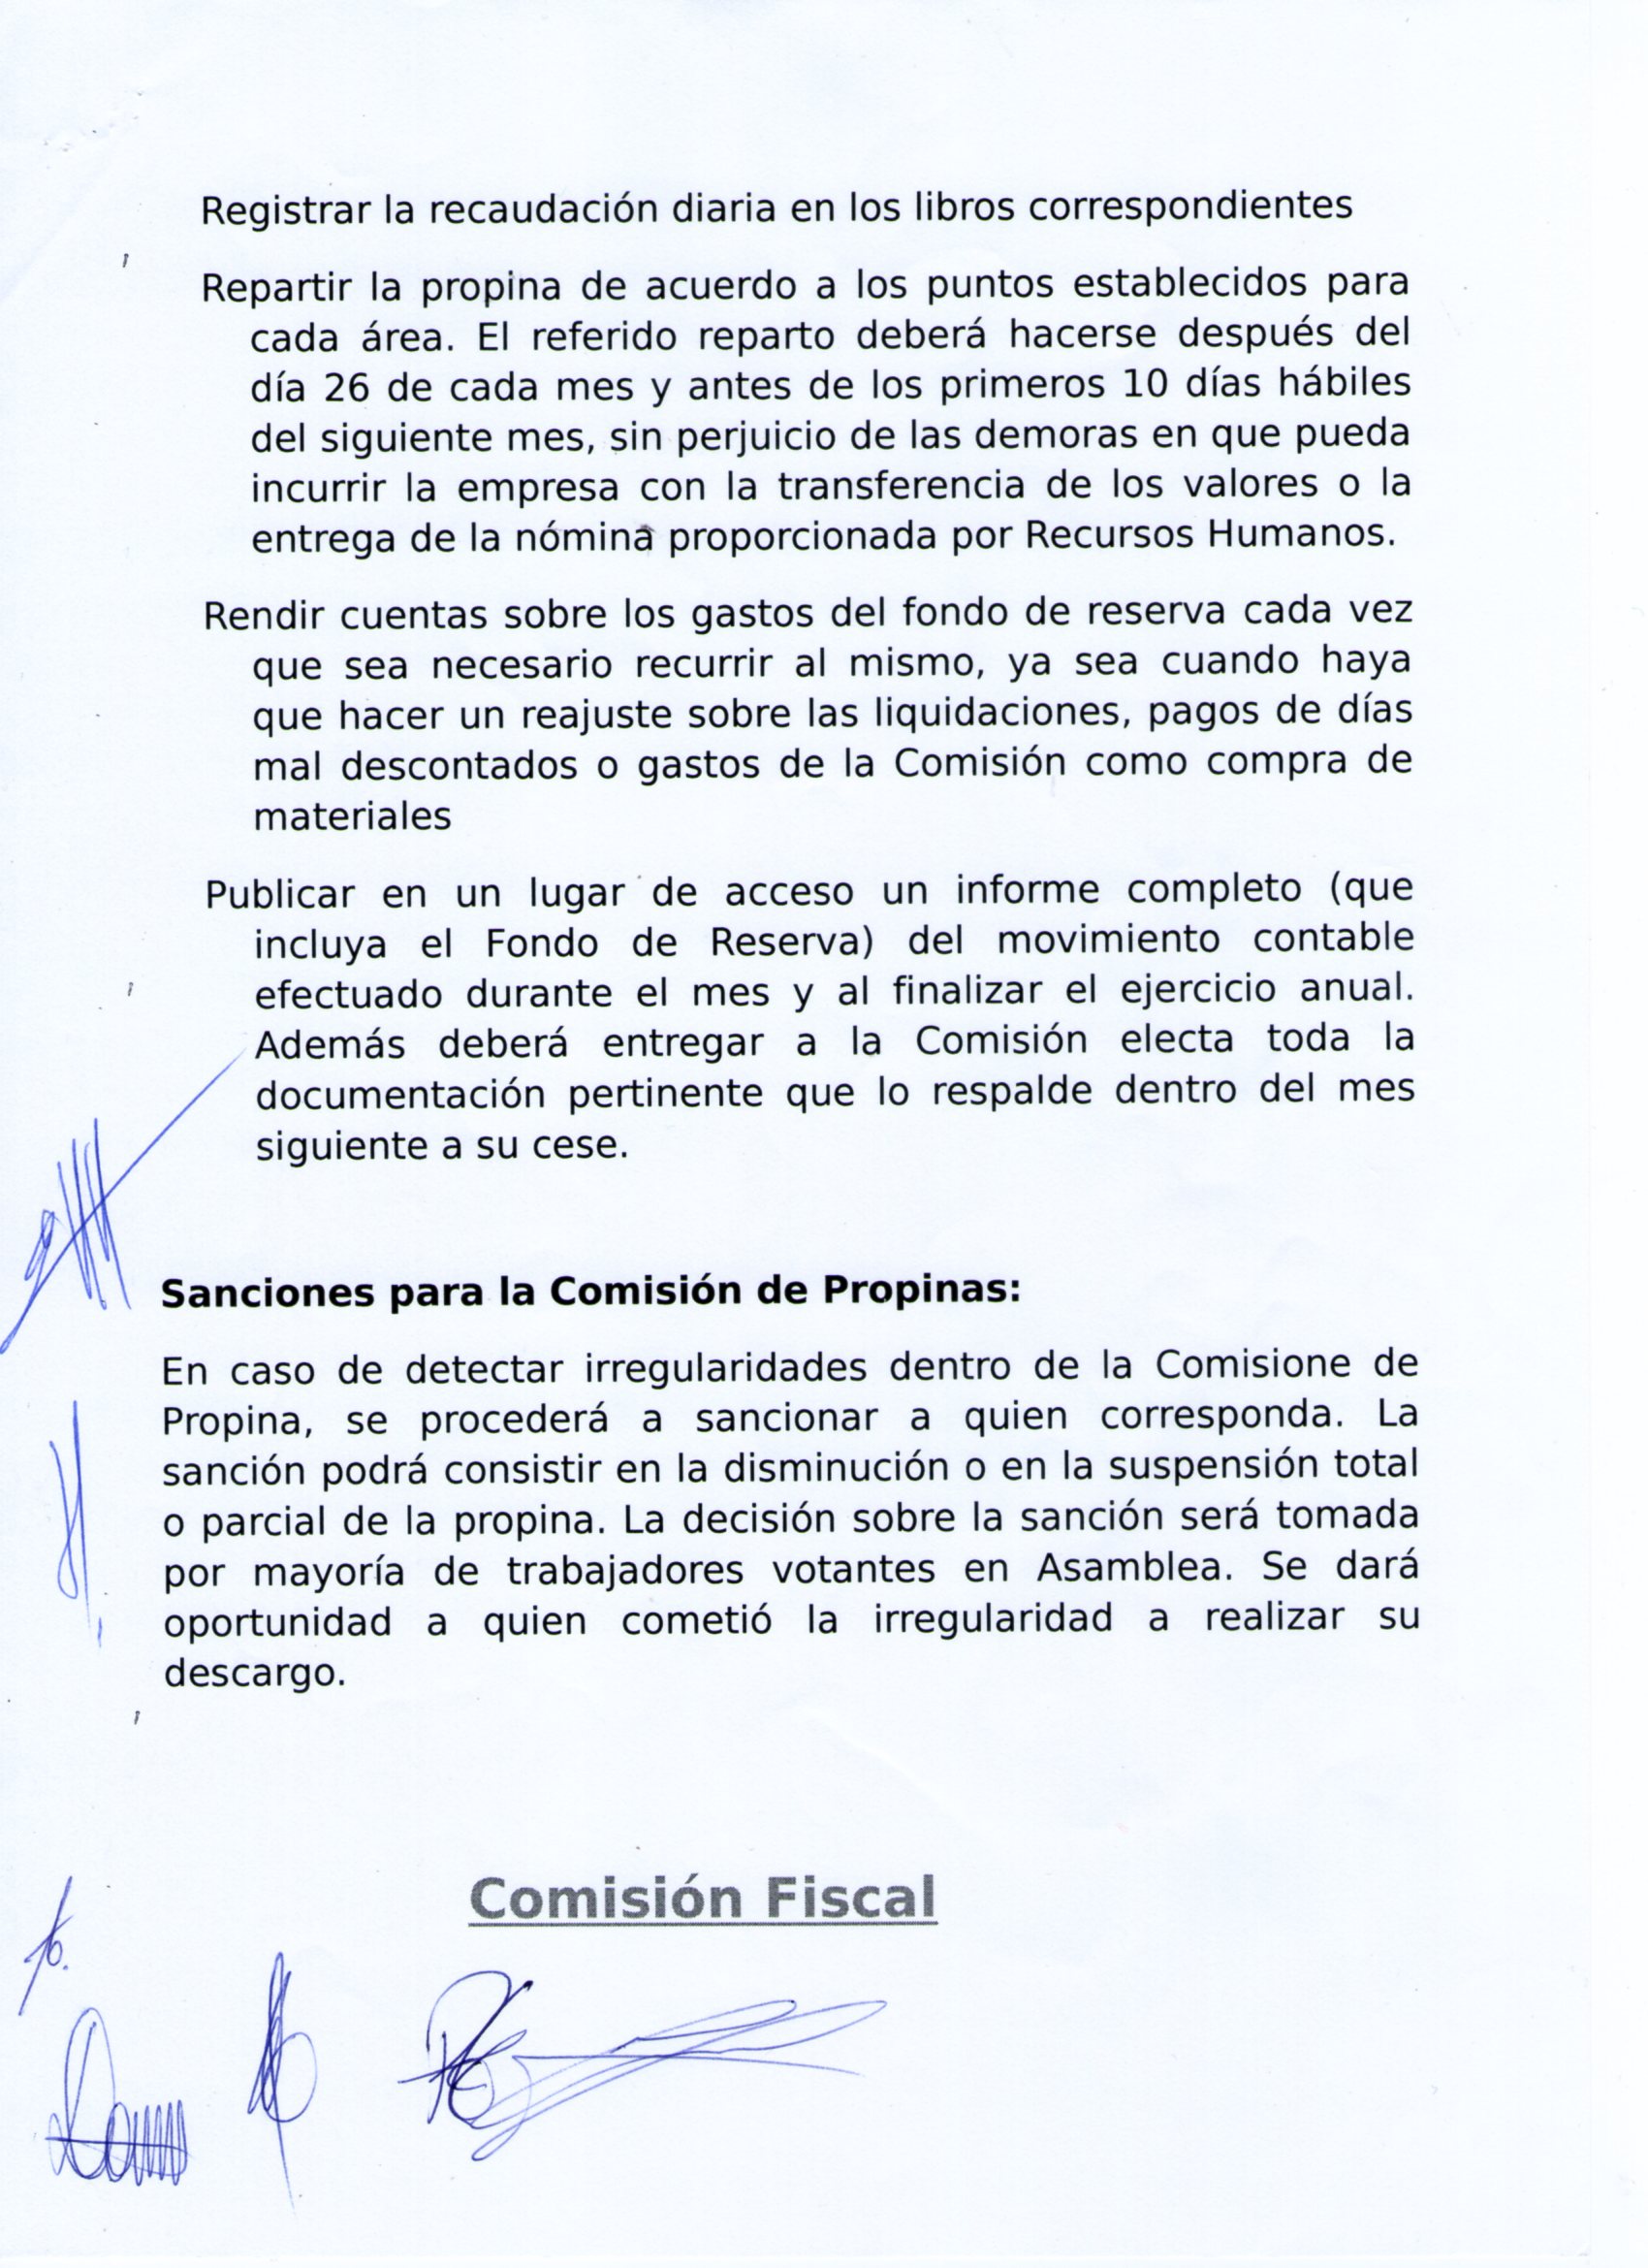 Registrar la recaudación diaria en los libros correspondientes
Repartir la propina de acuerdo a los puntos establecidos para
cada área. El referido reparto deberá hacerse después del
día 26 de cada mes y antes de los primeros 10 días hábiles
del siguiente mes, sin perjuicio de las demoras en que pueda
incurrir la empresa con la transferencia de los valores o la
entrega de la nómina proporcionada por Recursos Humanos.
Rendir cuentas sobre los gastos del fondo de reserva cada vez
que sea necesario recurrir al mismo, ya sea cuando haya
que hacer un reajuste sobre las liquidaciones, pagos de días
mal descontados o gastos de la Comisión como compra de
materiales
Publicar en un lugar de acceso un informe completo (que
incluya el Fondo de Reserva) del movimiento contable
efectuado durante el mes y al finalizar el ejercicio anual.
Además deberá entregar a la Comisión electa toda la
documentación pertinente que lo respalde dentro del mes
siguiente a su cese.
Sanciones para la Comisión de Propinas:
En caso de detectar irregularidades dentro de la Comisione de
Propina, se procederá a sancionar a quien corresponda. La
sanción podrá consistir en la disminución o en la suspensión total
o parcial de la propina. La decisión sobre la sanción será tomada
por mayoría de trabajadores votantes en Asamblea. Se dará
oportunidad a quien cometió la irregularidad a realizar su
descargo.
Comisión Fiscal